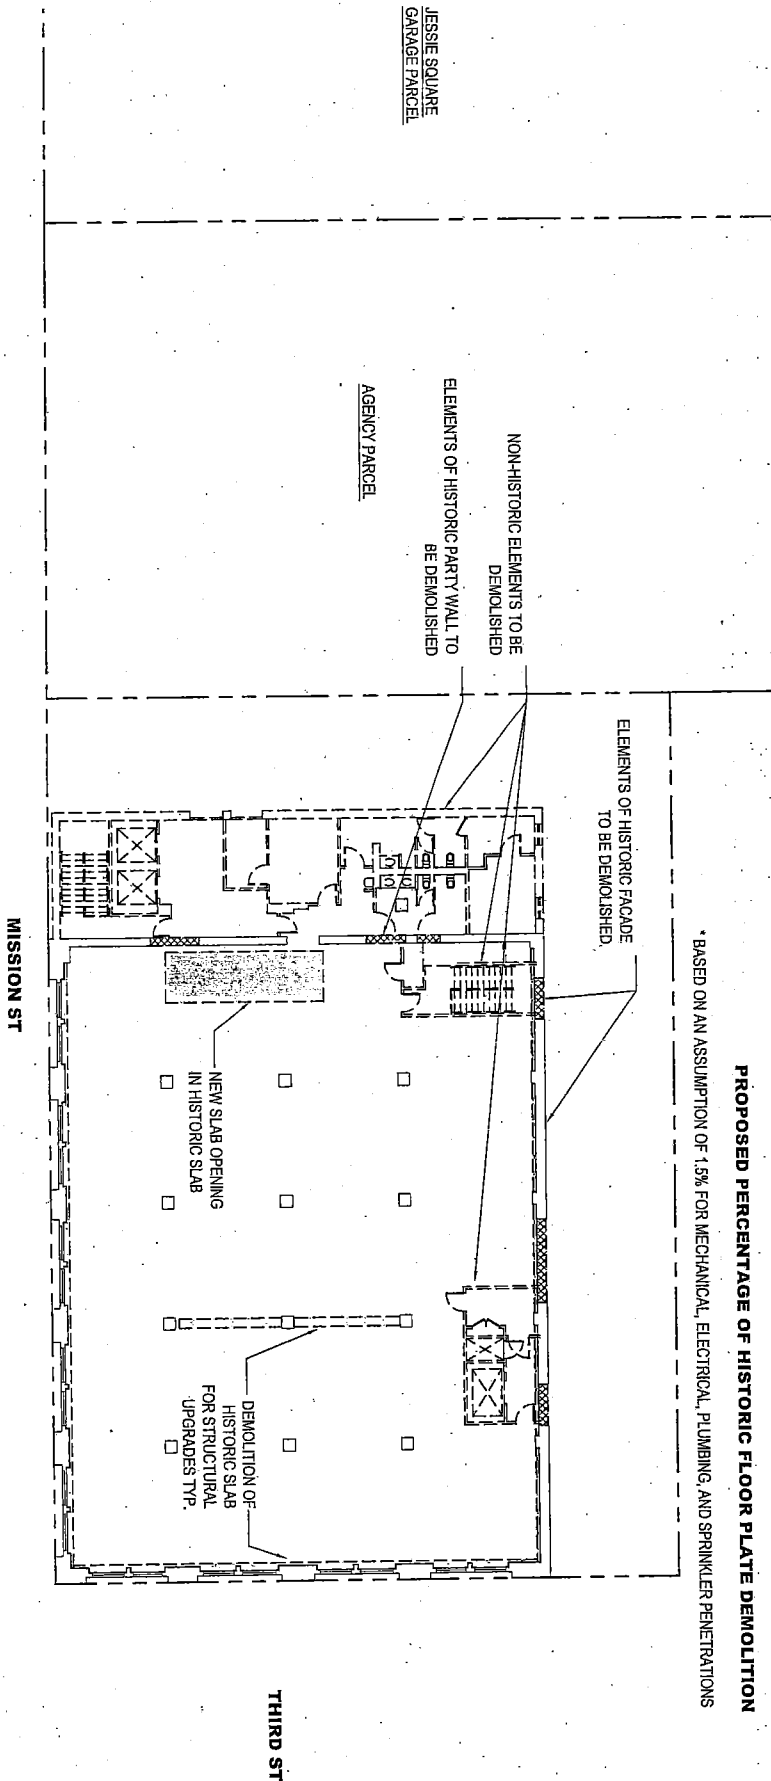 PROPOSED PERCENTAGE OF HISTORIC FLOOR PLATE DEMOLITION
* BASED ON AN ASSUMPTION OF 1.5% FOR MECHANICAL, ELECTRICAL, PLUMBING, AND SPRINKLER PENETRATIONS
ELEMENTS OF HISTORIC FACADE
TO BE DEMOLISHED
NON-HISTORIC ELEMENTS TO BE
DEMOLISHED
ELEMENTS OF HISTORIC PARTY WALL TO
BE DEMOLISHED
JESSIE SQUARE
GARAGE PARCEL
AGENCY PARCEL
NEW SLAB OPENING
IN HISTORIC SLAB
DEMOLITION OF
HISTORIC SLAB
FOR STRUCTURAL
UPGRADES TYP.
THIRD ST
MISSION ST